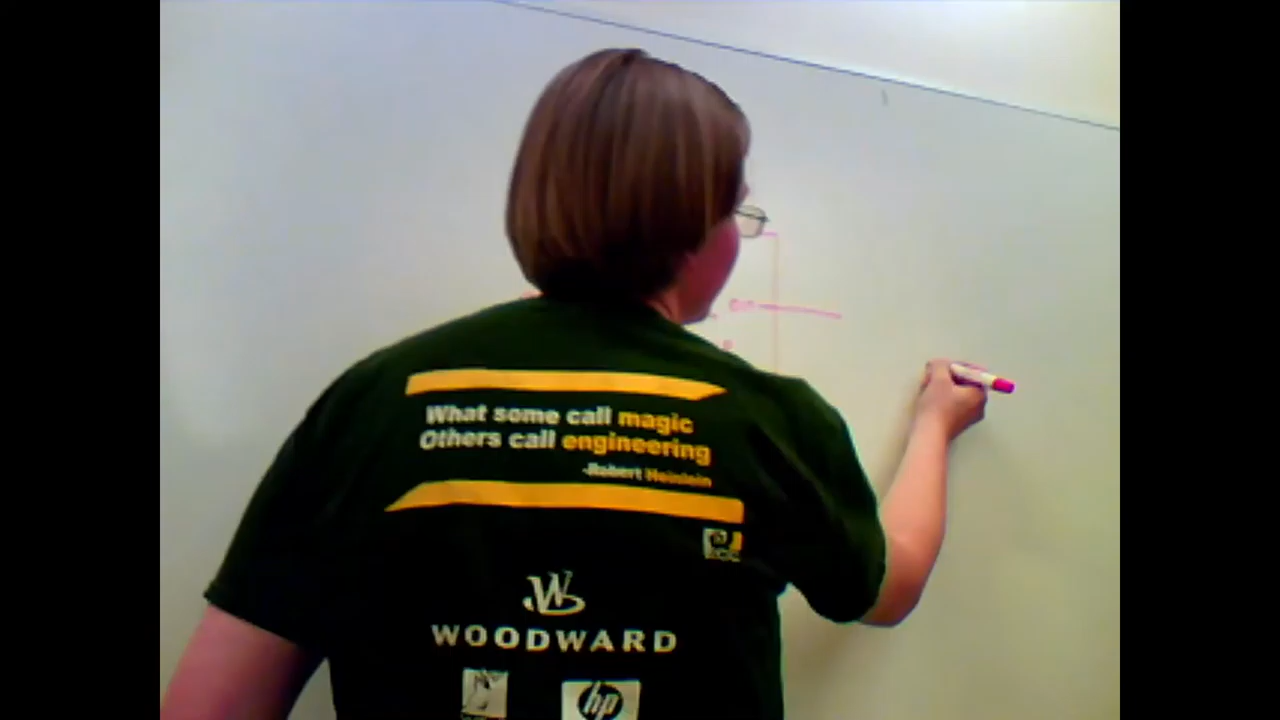 What some call magic
Others call engineering
-Robert Heinlein
WOODWARD
hp